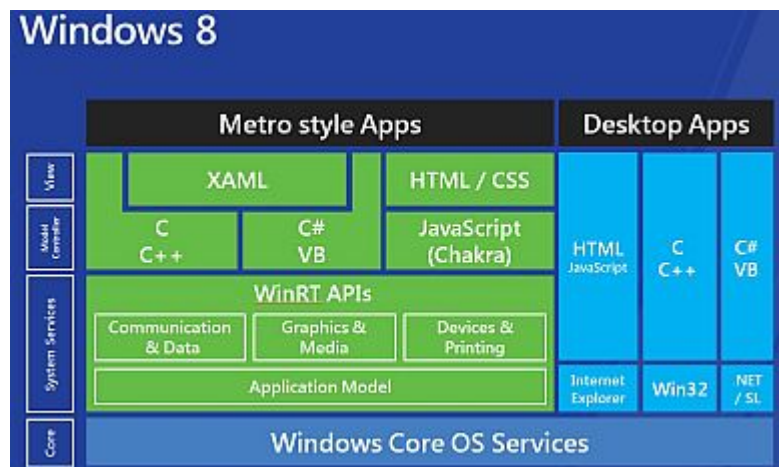 Windows 8
Metro style Apps
Desktop Apps
View
XAML
HTML / CSS
Model
Controller
C
C++
C#
VB
JavaScript
(Chakra)
HTML
JavaScript
C
C++
C#
VB
System Services
WinRT APIs
Communication
& Data
Graphics &
Media
Devices &
Printing
Application Model
Internet
Explorer
Win32
.NET
/ SL
Core
Windows Core OS Services